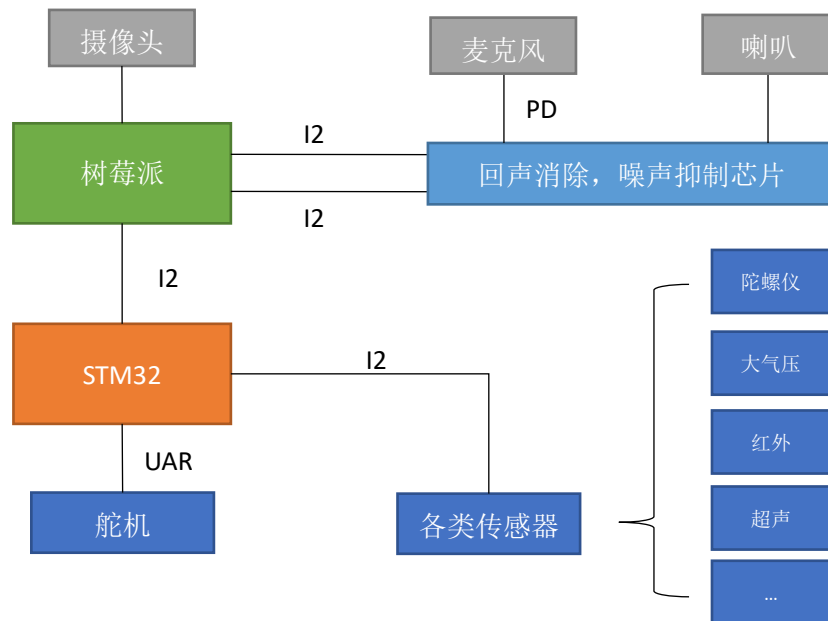 摄像头
麦克风
喇叭
PD
I2
树莓派
回声消除，噪声抑制芯片
I2
I2
陀螺仪
STM32
I2
大气压
红外
UAR
舵机
各类传感器
超声
...